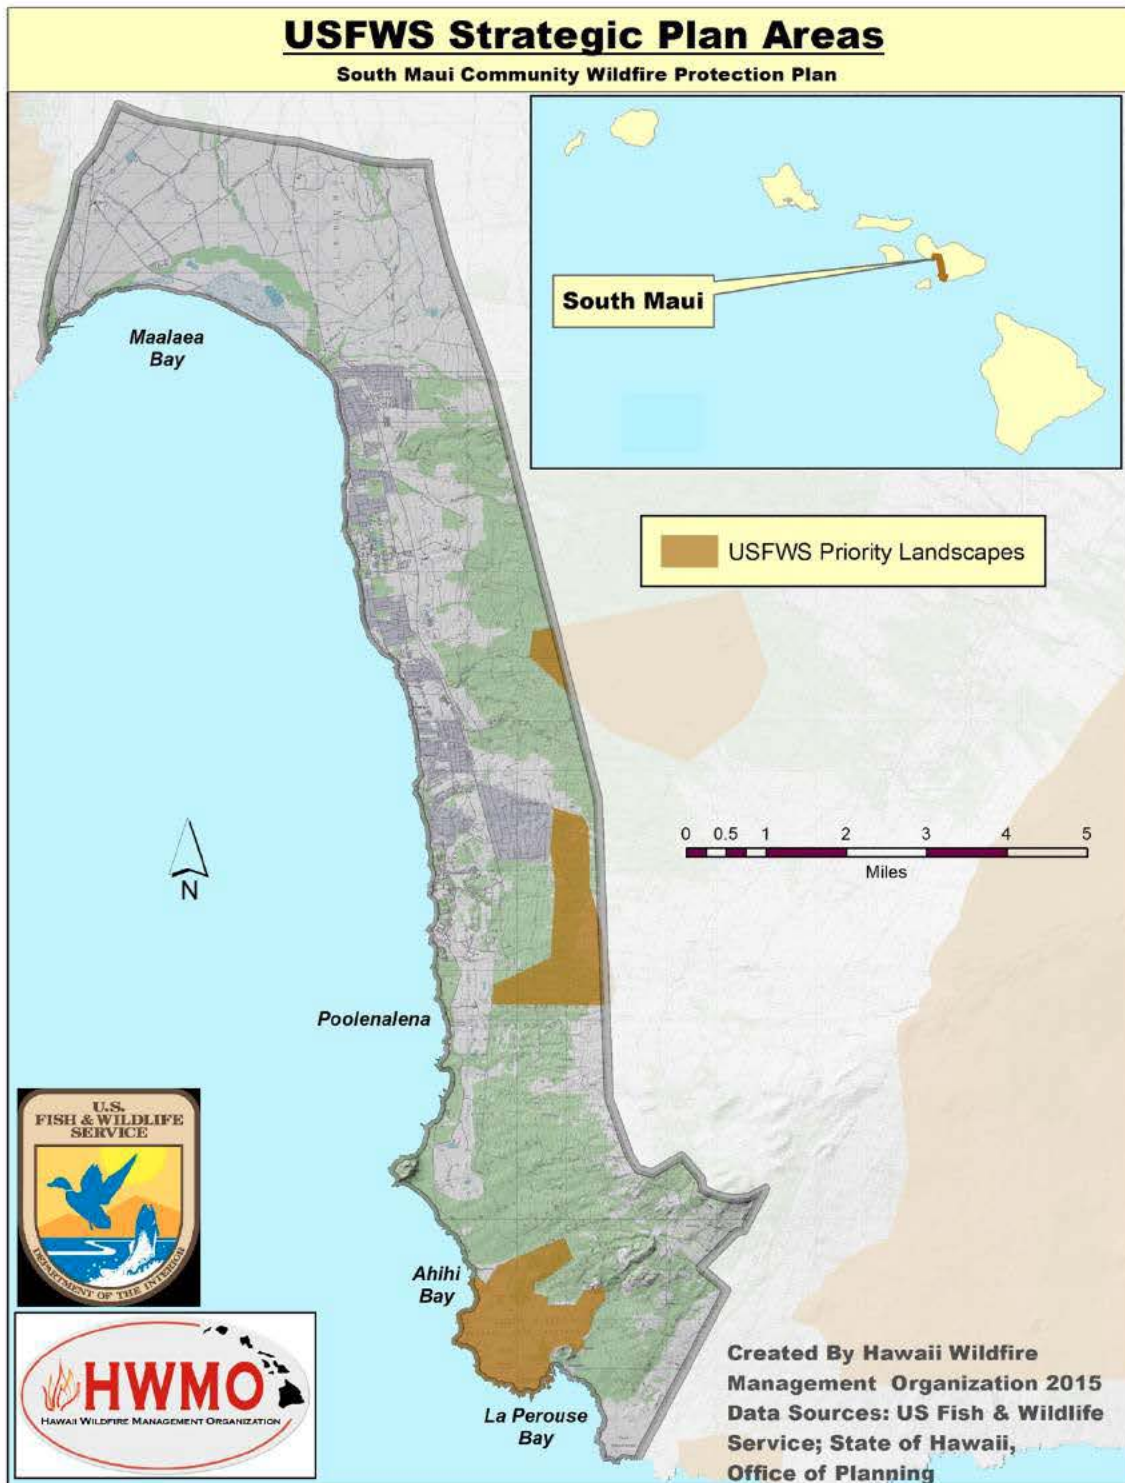 USFWS Strategic Plan Areas
South Maui Community Wildfire Protection Plan
South Maui
Maalaea
Bay
USFWS Priority Landscapes
0 0.5 1 2 3 4 5
Miles
N
Poolenalena
U.S.
FISH & WILDLIFE
SERVICE
DEPARTMENT OF THE INTERIOR
Ahihi
Bay
HWMO
HAWAII WILDFIRE MANAGEMENT ORGANIZATION
La Perouse
Bay
Created By Hawaii Wildfire
Management Organization 2015
Data Sources: US Fish & Wildlife
Service; State of Hawaii,
Office of Planning